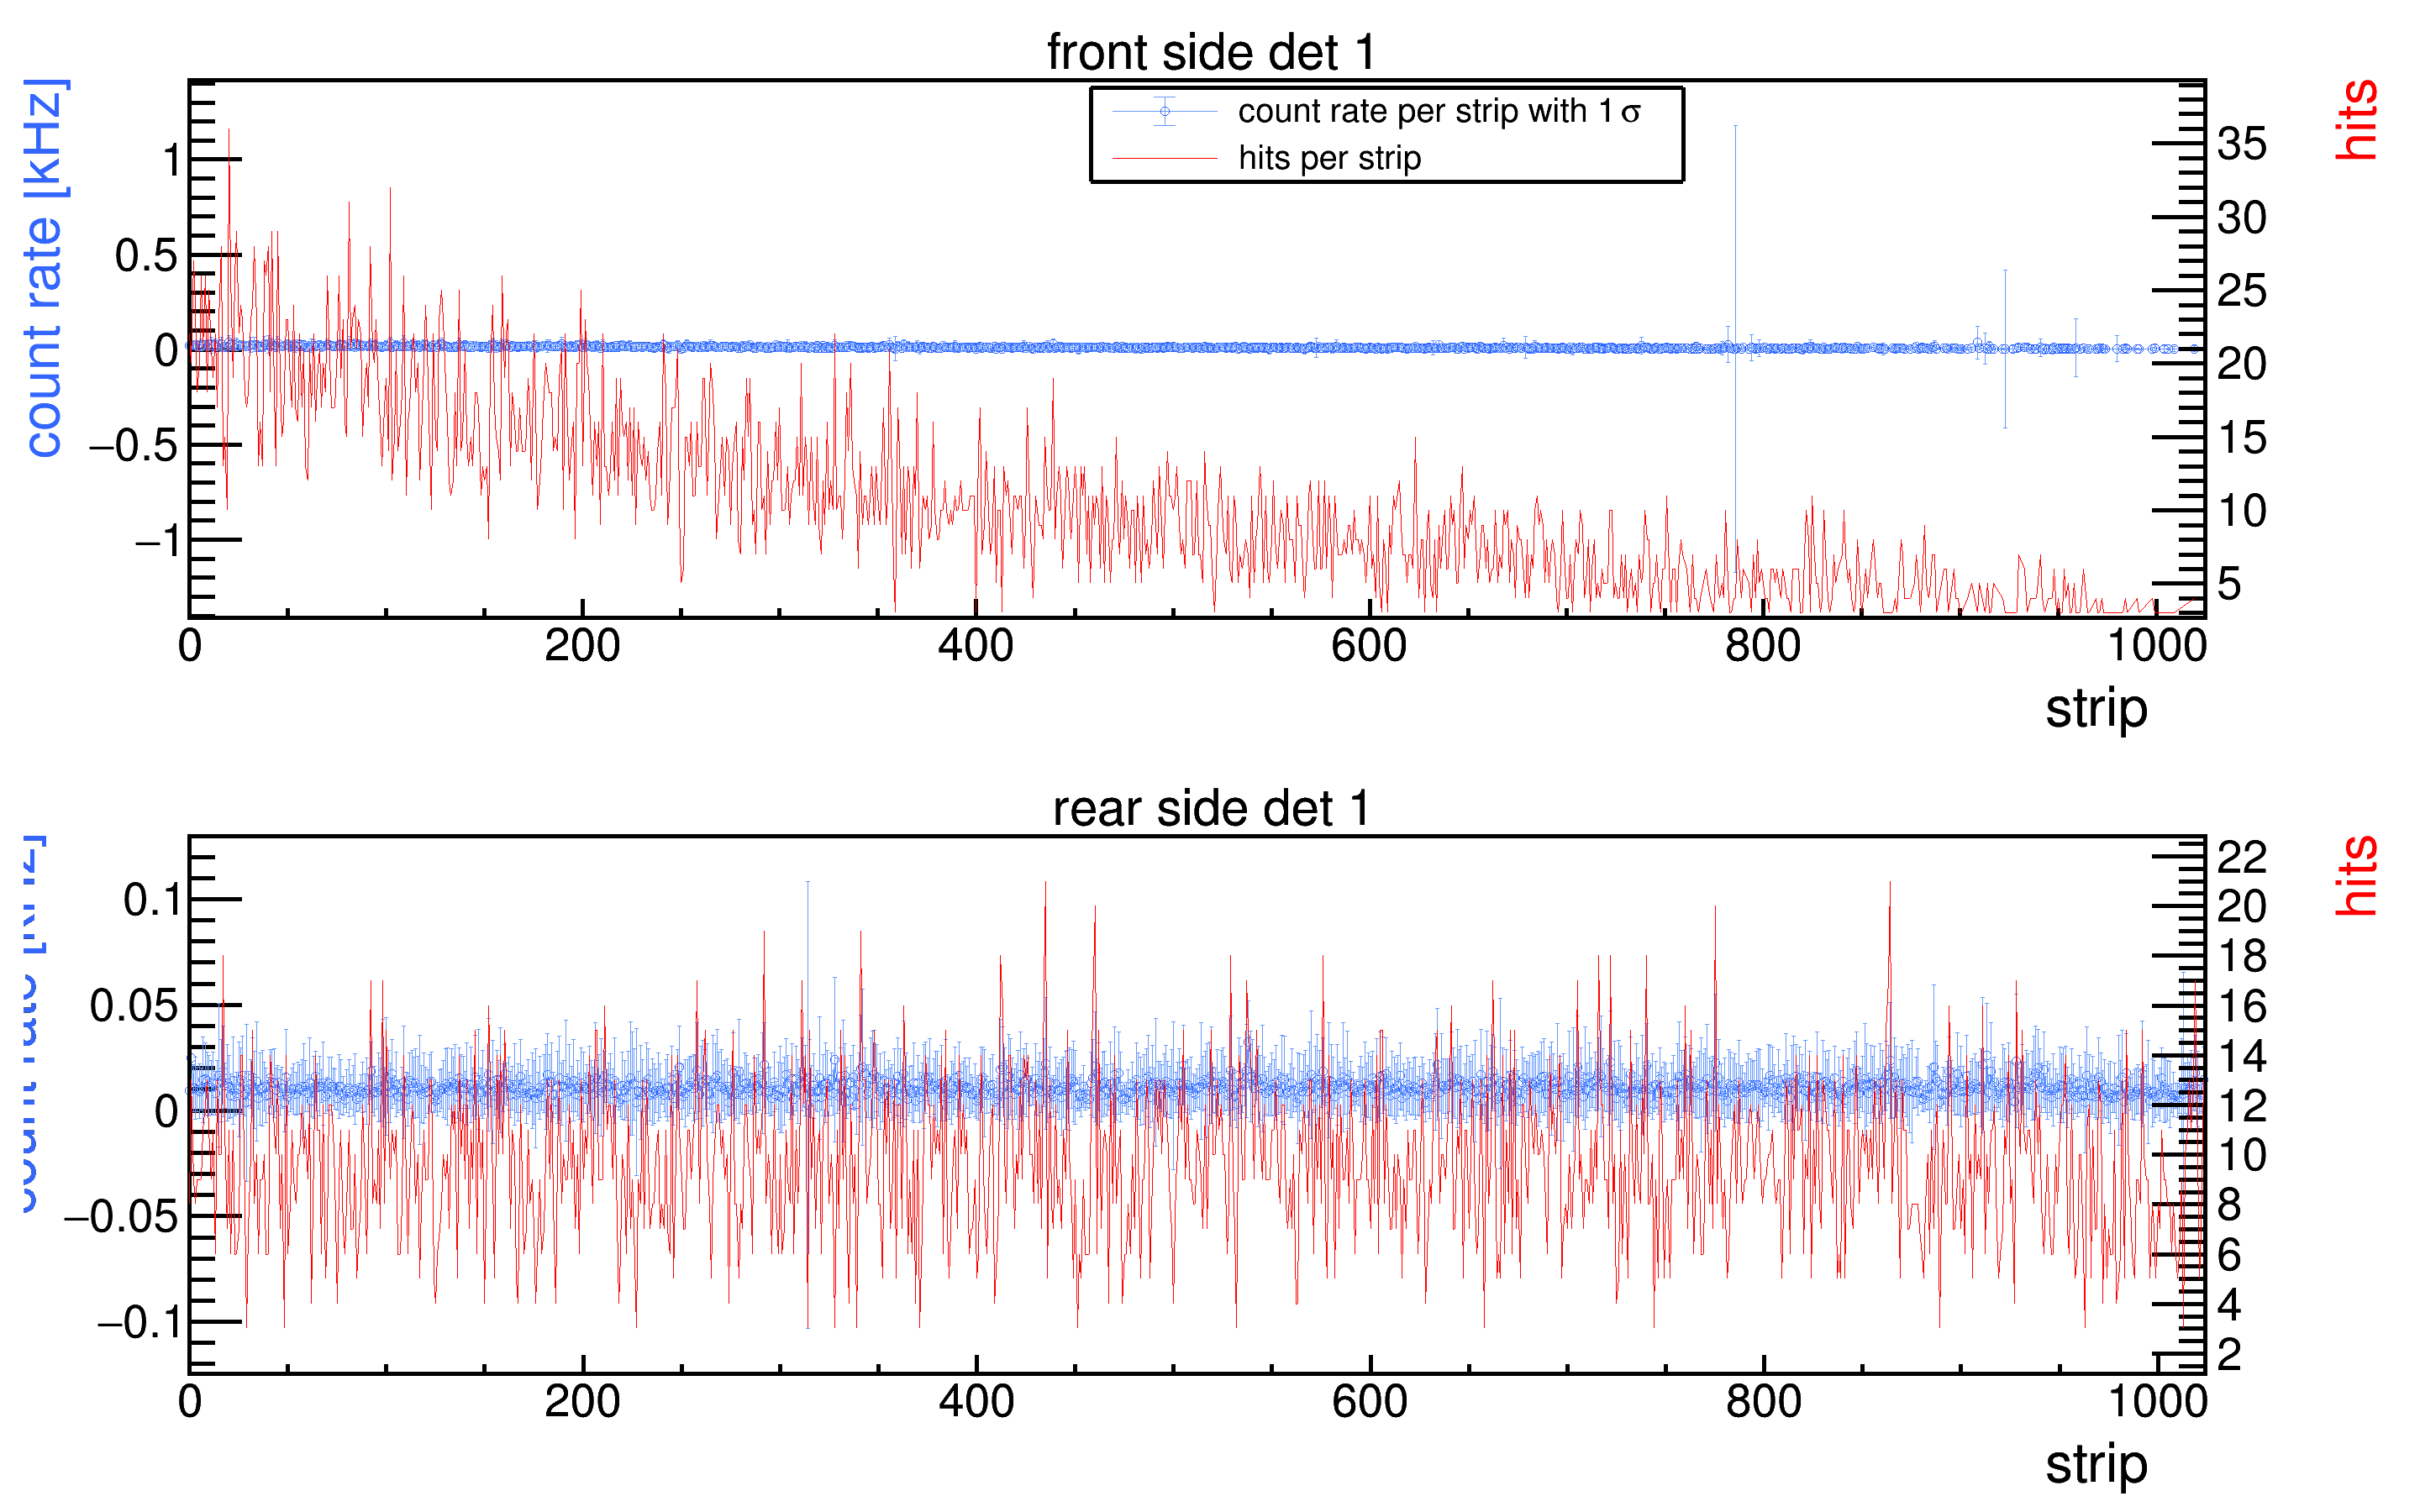 front side det 1
count rate [kHz]
hits
count rate per strip with 1 σ
hits per strip
1
0.5
0
−0.5
−1
35
30
25
20
15
10
5
0 200 400 600 800 1000
strip
rear side det 1
count rate [kHz]
hits
0.1
0.05
0
−0.05
−0.1
22
20
18
16
14
12
10
8
6
4
2
0 200 400 600 800 1000
strip